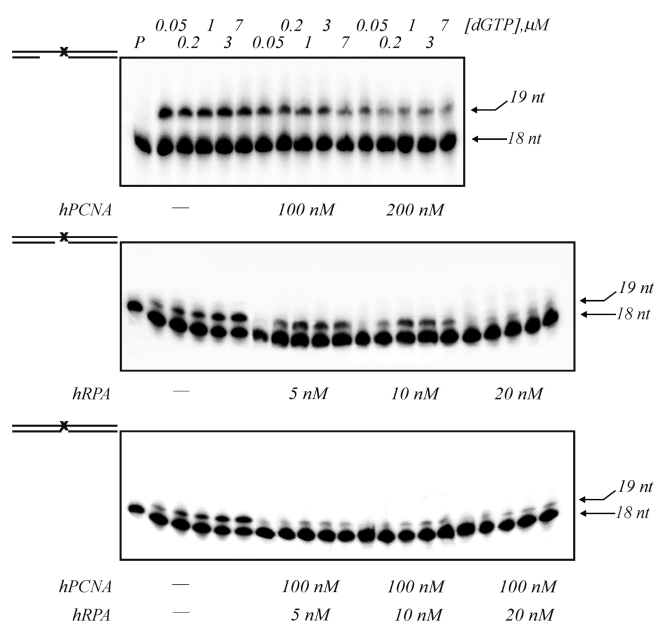 0.05 1 7 0.2 3 0.05 1 7 [dGTP],μM
P 0.2 3 0.05 1 7 0.2 3
x
19 nt
18 nt
hPCNA — 100 nM 200 nM
x
19 nt
18 nt
hRPA — 5 nM 10 nM 20 nM
x
19 nt
18 nt
hPCNA — 100 nM 100 nM 100 nM
hRPA — 5 nM 10 nM 20 nM